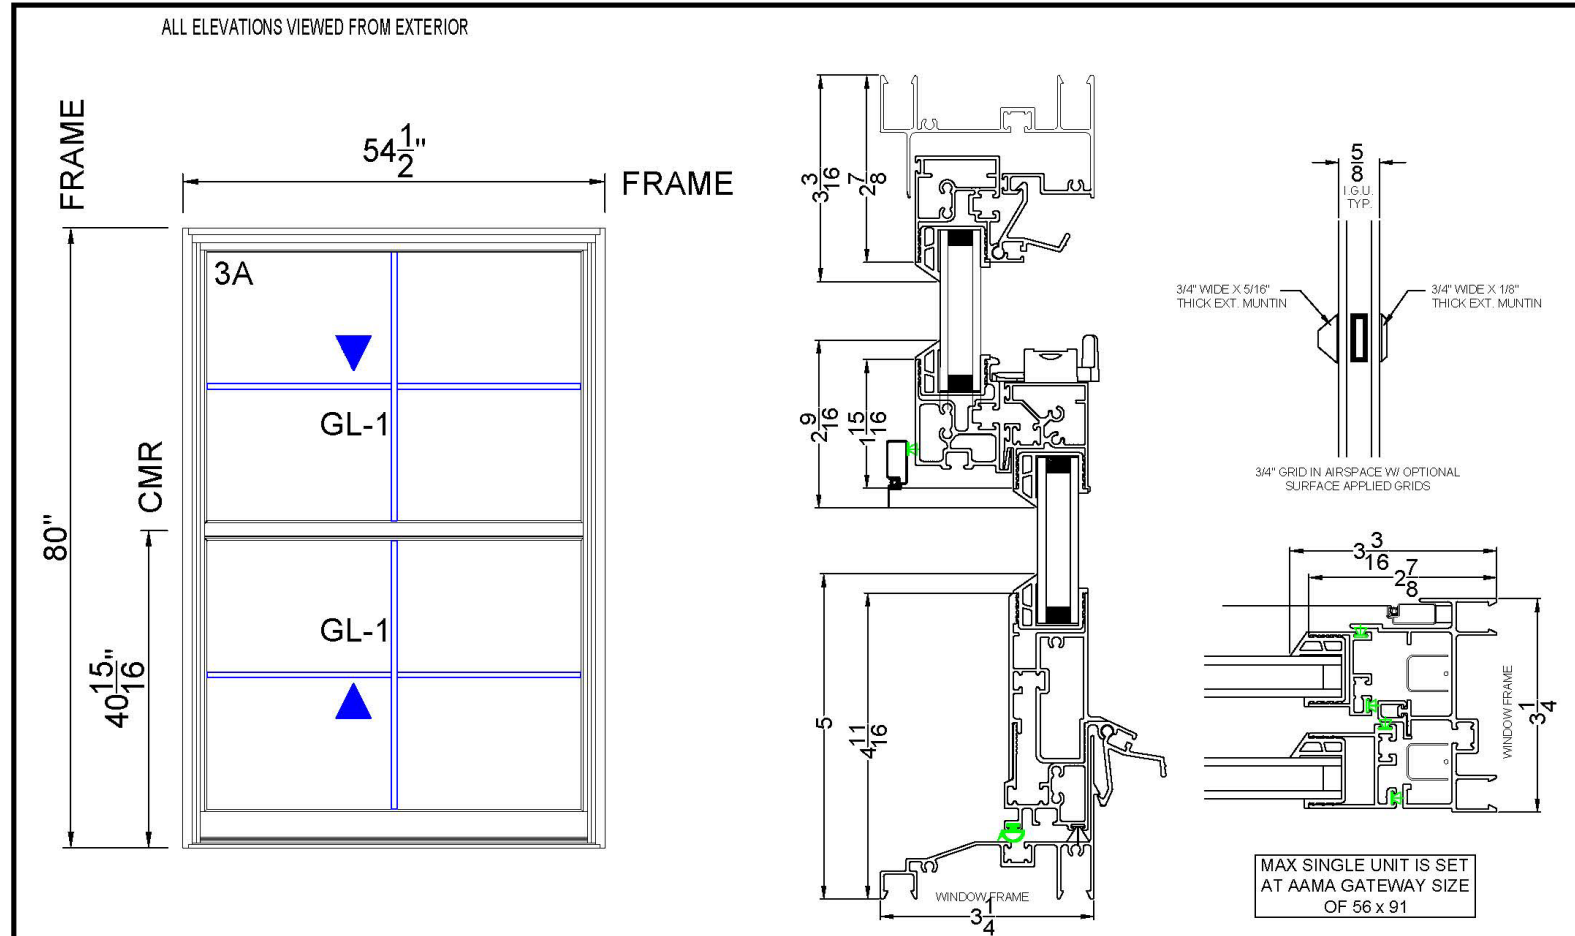 ALL ELEVATIONS VIEWED FROM EXTERIOR
FRAME
54 1/2"
FRAME
80"
CMR
40 15/16"
3A
GL-1
GL-1
3 3/16
2 7/8
2 9/16
1 15/16
5
4 11/16
WINDOW FRAME
3 1/4
5/8
I.G.U.
TYP.
3/4" WIDE X 5/16"
THICK EXT. MUNTIN
3/4" WIDE X 1/8"
THICK EXT. MUNTIN
3/4" GRID IN AIRSPACE W/ OPTIONAL
SURFACE APPLIED GRIDS
3 3/16
2 7/8
WINDOW FRAME
3 1/4
MAX SINGLE UNIT IS SET
AT AAMA GATEWAY SIZE
OF 56 x 91